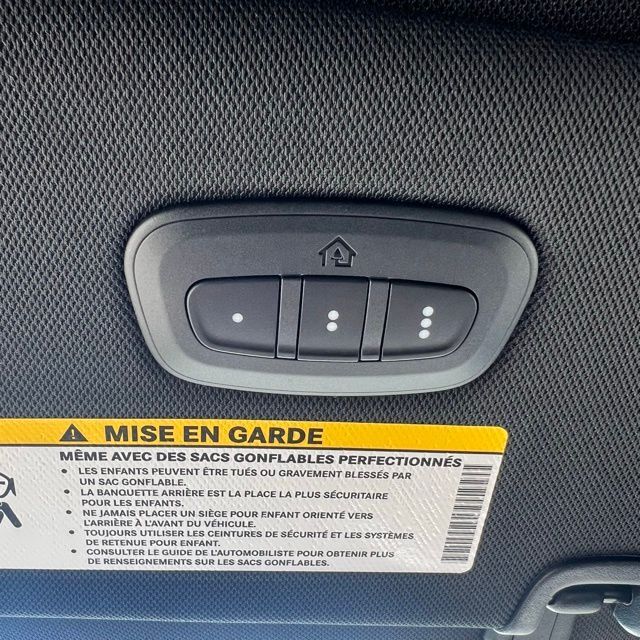 MISE EN GARDE
MÊME AVEC DES SACS GONFLABLES PERFECTIONNÉS
• LES ENFANTS PEUVENT ÊTRE TUÉS OU GRAVEMENT BLESSÉS PAR
UN SAC GONFLABLE.
• LA BANQUETTE ARRIÈRE EST LA PLACE LA PLUS SÉCURITAIRE
POUR LES ENFANTS.
• NE JAMAIS PLACER UN SIÈGE POUR ENFANT ORIENTÉ VERS
L'ARRIÈRE À L'AVANT DU VÉHICULE.
• TOUJOURS UTILISER LES CEINTURES DE SÉCURITÉ ET LES SYSTÈMES
DE RETENUE POUR ENFANT.
• CONSULTER LE GUIDE DE L'AUTOMOBILISTE POUR OBTENIR PLUS
DE RENSEIGNEMENTS SUR LES SACS GONFLABLES.